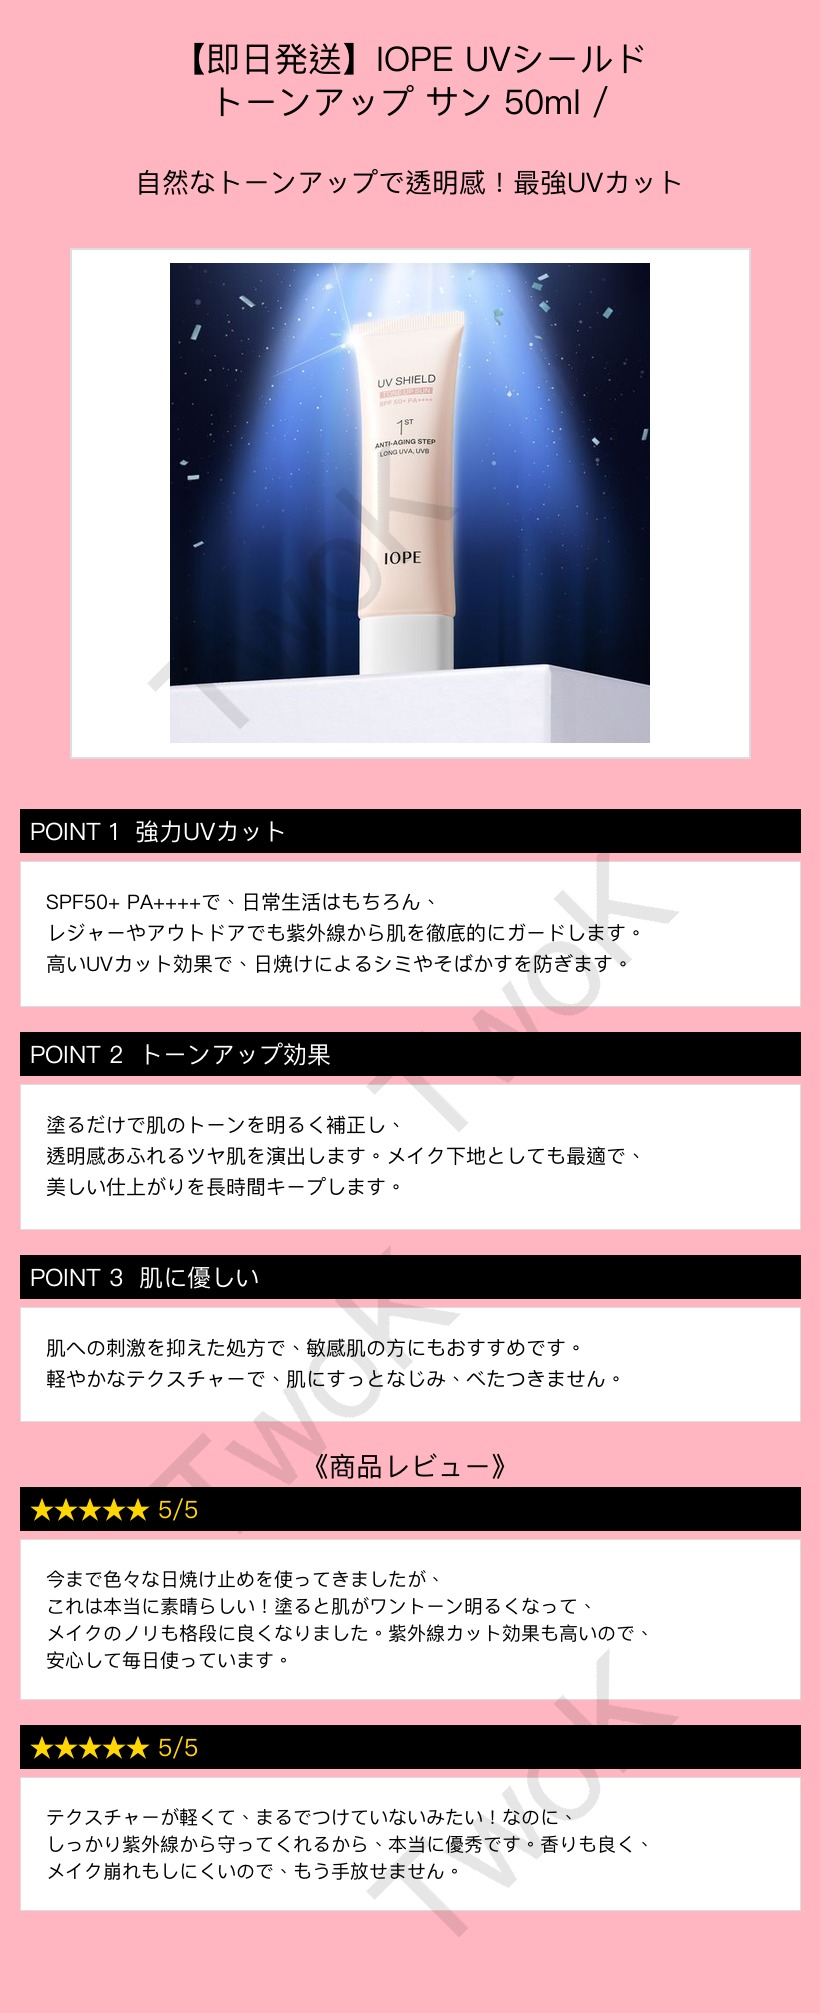 【即日発送】IOPE UVシールド
トーンアップ サン 50ml /
自然なトーンアップで透明感！最強UVカット
UV SHIELD
TONE UP SUN
SPF 50+ PA++++
1ST
ANTI-AGING STEP
LONG UVA, UVB
IOPE
TwoK
POINT 1 強力UVカット
SPF50+ PA++++で、日常生活はもちろん、
レジャーやアウトドアでも紫外線から肌を徹底的にガードします。
高いUVカット効果で、日焼けによるシミやそばかすを防ぎます。
TwoK
POINT 2 トーンアップ効果
塗るだけで肌のトーンを明るく補正し、
透明感あふれるツヤ肌を演出します。メイク下地としても最適で、
美しい仕上がりを長時間キープします。
POINT 3 肌に優しい
肌への刺激を抑えた処方で、敏感肌の方にもおすすめです。
軽やかなテクスチャーで、肌にすっとなじみ、べたつきません。
TwoK
《商品レビュー》
★★★★★ 5/5
今まで色々な日焼け止めを使ってきましたが、
これは本当に素晴らしい！塗ると肌がワントーン明るくなって、
メイクのノリも格段に良くなりました。紫外線カット効果も高いので、
安心して毎日使っています。
★★★★★ 5/5
テクスチャーが軽くて、まるでつけていないみたい！なのに、
しっかり紫外線から守ってくれるから、本当に優秀です。香りも良く、
メイク崩れもしにくいので、もう手放せません。
TwoK